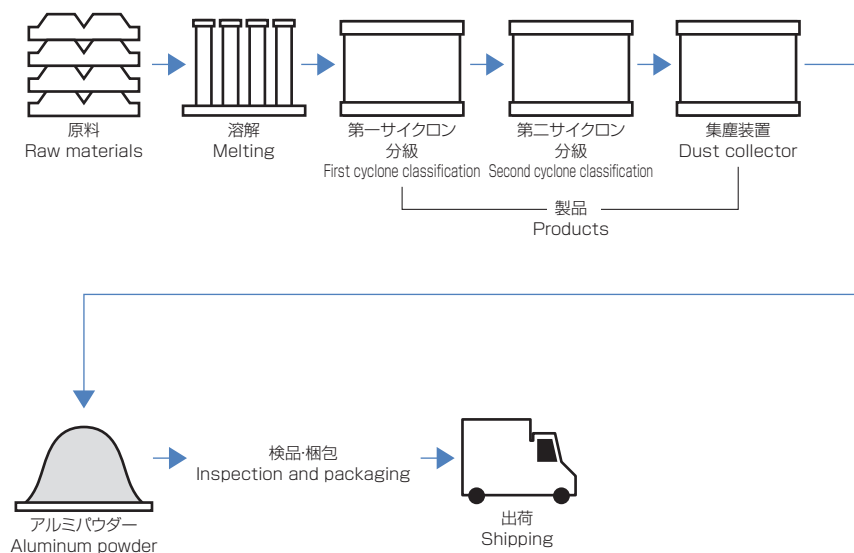 原料
Raw materials
溶解
Melting
第一サイクロン
分級
First cyclone classification
第二サイクロン
分級
Second cyclone classification
集塵装置
Dust collector
製品
Products
アルミパウダー
Aluminum powder
検品·梱包
Inspection and packaging
出荷
Shipping